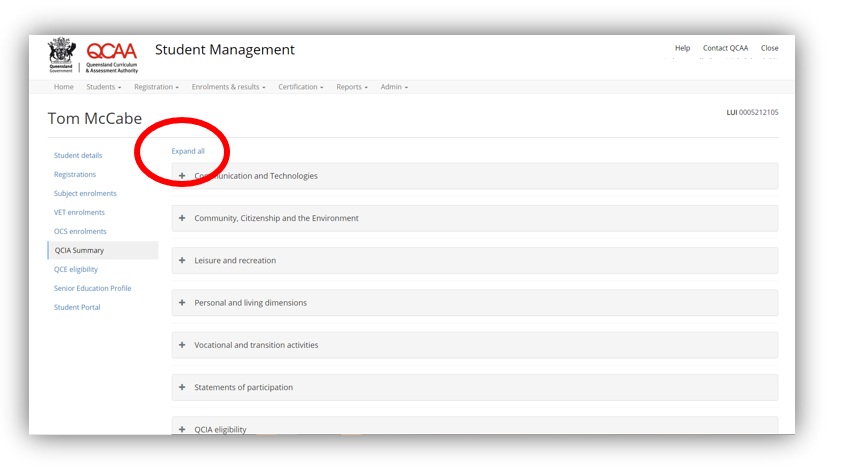 Queensland
Government
QCAA
Queensland Curriculum
& Assessment Authority
Student Management
Help Contact QCAA Close
Home Students Registration Enrolments & results Certification Reports Admin
Tom McCabe
LUI 0005212105
Student details
Registrations
Subject enrolments
VET enrolments
OCS enrolments
QCIA Summary
QCE eligibility
Senior Education Profile
Student Portal
Expand all
Communication and Technologies
Community, Citizenship and the Environment
Leisure and recreation
Personal and living dimensions
Vocational and transition activities
Statements of participation
QCIA eligibility